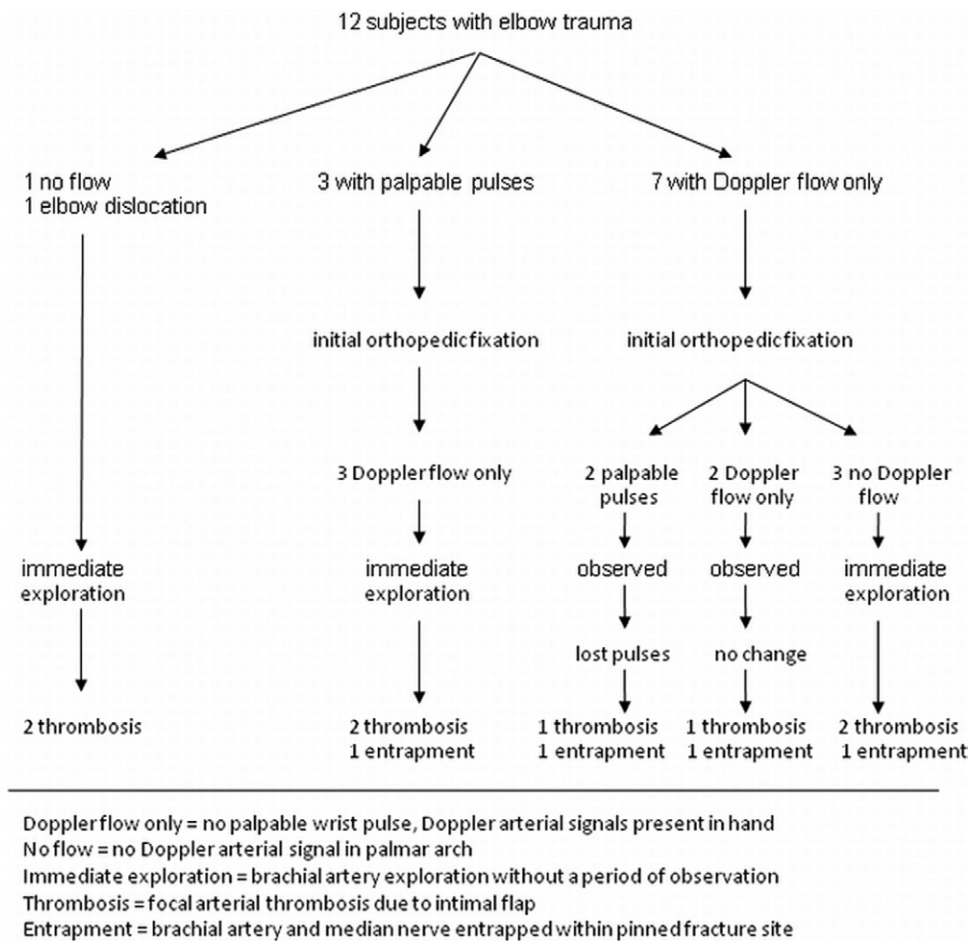 12 subjects with elbow trauma
1 no flow
1 elbow dislocation
3 with palpable pulses
7 with Doppler flow only
initial orthopedic fixation
initial orthopedic fixation
3 Doppler flow only
2 palpable
pulses
2 Doppler
flow only
3 no Doppler
flow
immediate
exploration
immediate
exploration
observed
observed
immediate
exploration
lost pulses
no change
2 thrombosis
2 thrombosis
1 entrapment
1 thrombosis
1 entrapment
1 thrombosis
1 entrapment
2 thrombosis
1 entrapment
Doppler flow only = no palpable wrist pulse, Doppler arterial signals present in hand
No flow = no Doppler arterial signal in palmar arch
Immediate exploration = brachial artery exploration without a period of observation
Thrombosis = focal arterial thrombosis due to intimal flap
Entrapment = brachial artery and median nerve entrapped within pinned fracture site